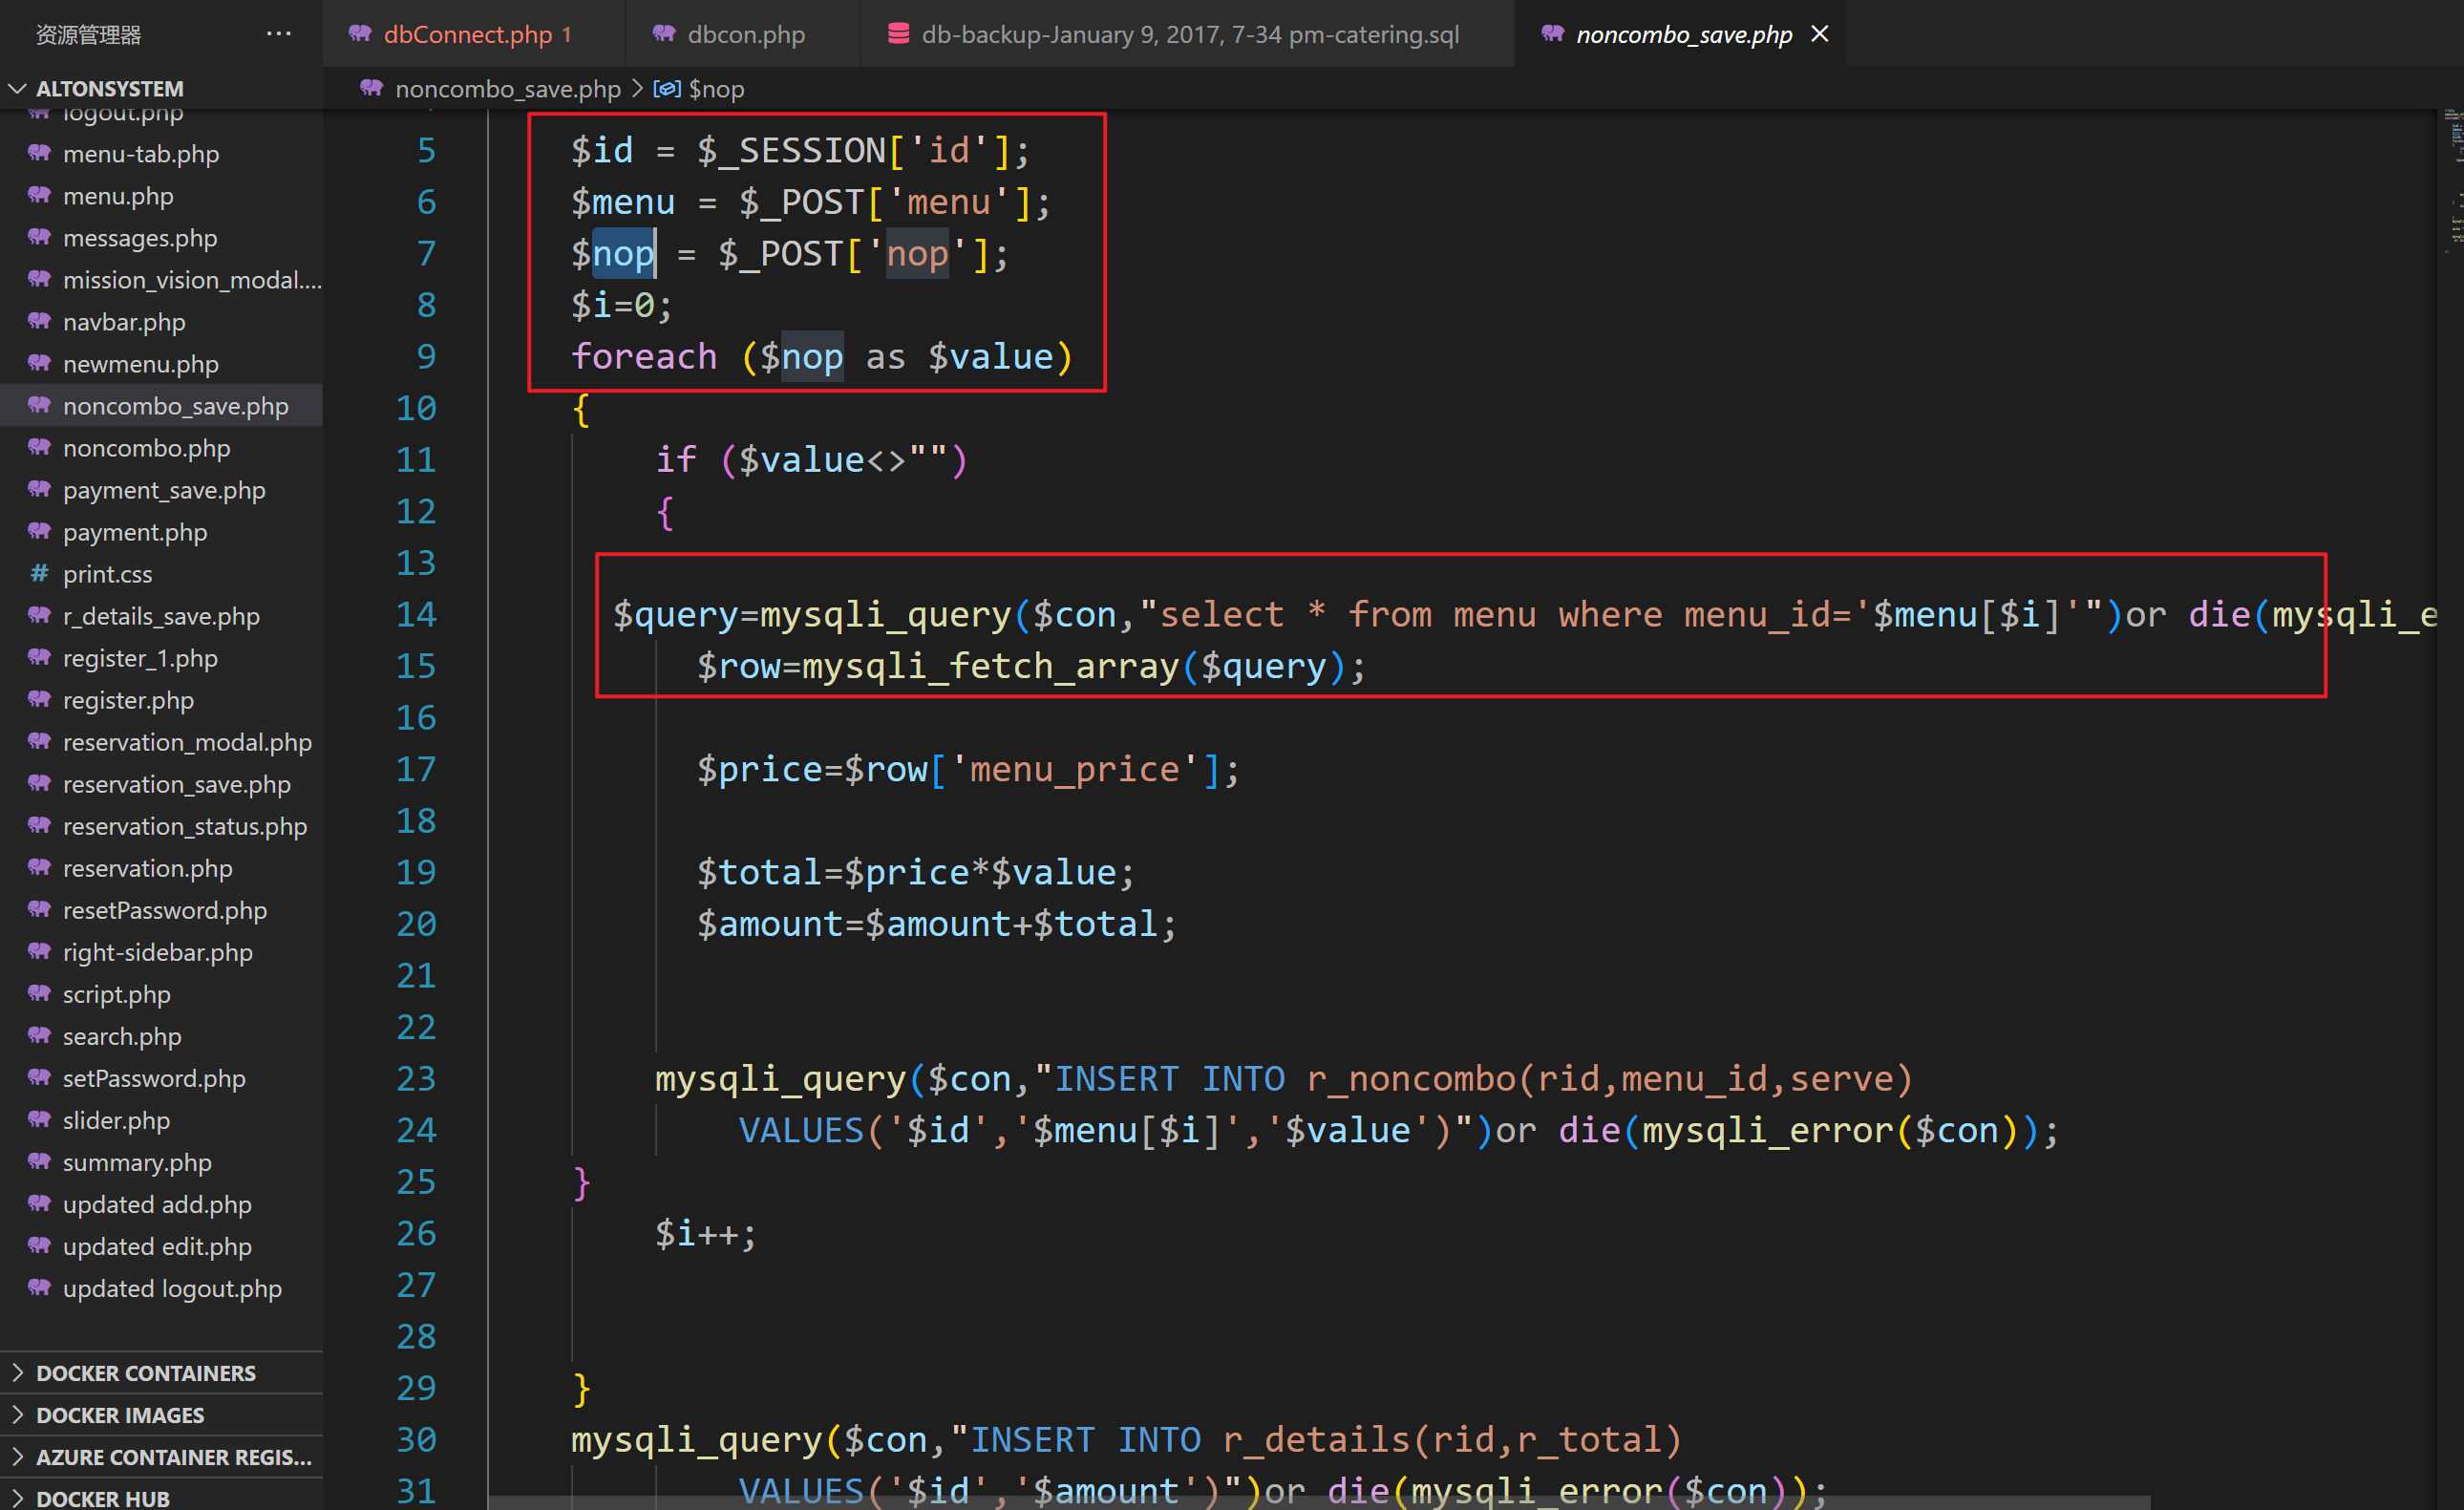 资源管理器
···
dbConnect.php 1
dbcon.php
db-backup-January 9, 2017, 7-34 pm-catering.sql
noncombo_save.php
ALTONSYSTEM
noncombo_save.php > $nop
logout.php
menu-tab.php
menu.php
messages.php
mission_vision_modal....
navbar.php
newmenu.php
noncombo_save.php
noncombo.php
payment_save.php
payment.php
# print.css
r_details_save.php
register_1.php
register.php
reservation_modal.php
reservation_save.php
reservation_status.php
reservation.php
resetPassword.php
right-sidebar.php
script.php
search.php
setPassword.php
slider.php
summary.php
updated add.php
updated edit.php
updated logout.php
DOCKER CONTAINERS
DOCKER IMAGES
AZURE CONTAINER REGIS...
DOCKER HUB
5 $id = $_SESSION['id'];
6 $menu = $_POST['menu'];
7 $nop = $_POST['nop'];
8 $i=0;
9 foreach ($nop as $value)
10 {
11 if ($value<>"")
12 {
13
14 $query=mysqli_query($con,"select * from menu where menu_id='$menu[$i]'")or die(mysqli_e
15 $row=mysqli_fetch_array($query);
16
17 $price=$row['menu_price'];
18
19 $total=$price*$value;
20 $amount=$amount+$total;
21
22
23 mysqli_query($con,"INSERT INTO r_noncombo(rid,menu_id,serve)
24 VALUES('$id','$menu[$i]','$value')")or die(mysqli_error($con));
25 }
26 $i++;
27
28
29 }
30 mysqli_query($con,"INSERT INTO r_details(rid,r_total)
31 VALUES('$id','$amount')")or die(mysqli_error($con));